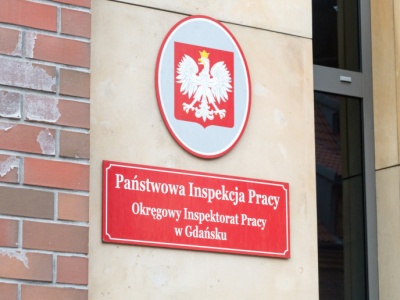 Państwowa Inspekcja Pracy
Okręgowy Inspektorat Pracy
w Gdańsku